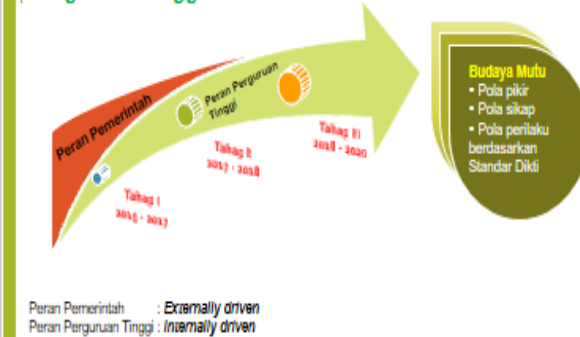 Peran Pemerintah
Peran Perguruan
Tinggi
Tahap I
2015 - 2017
Tahap II
2017 - 2018
Tahap III
2018 - 2020
Budaya Mutu
▪ Pola pikir
▪ Pola sikap
▪ Pola perilaku
berdasarkan
Standar Dikti
Peran Pemerintah : Externally driven
Peran Perguruan Tinggi : Internally driven